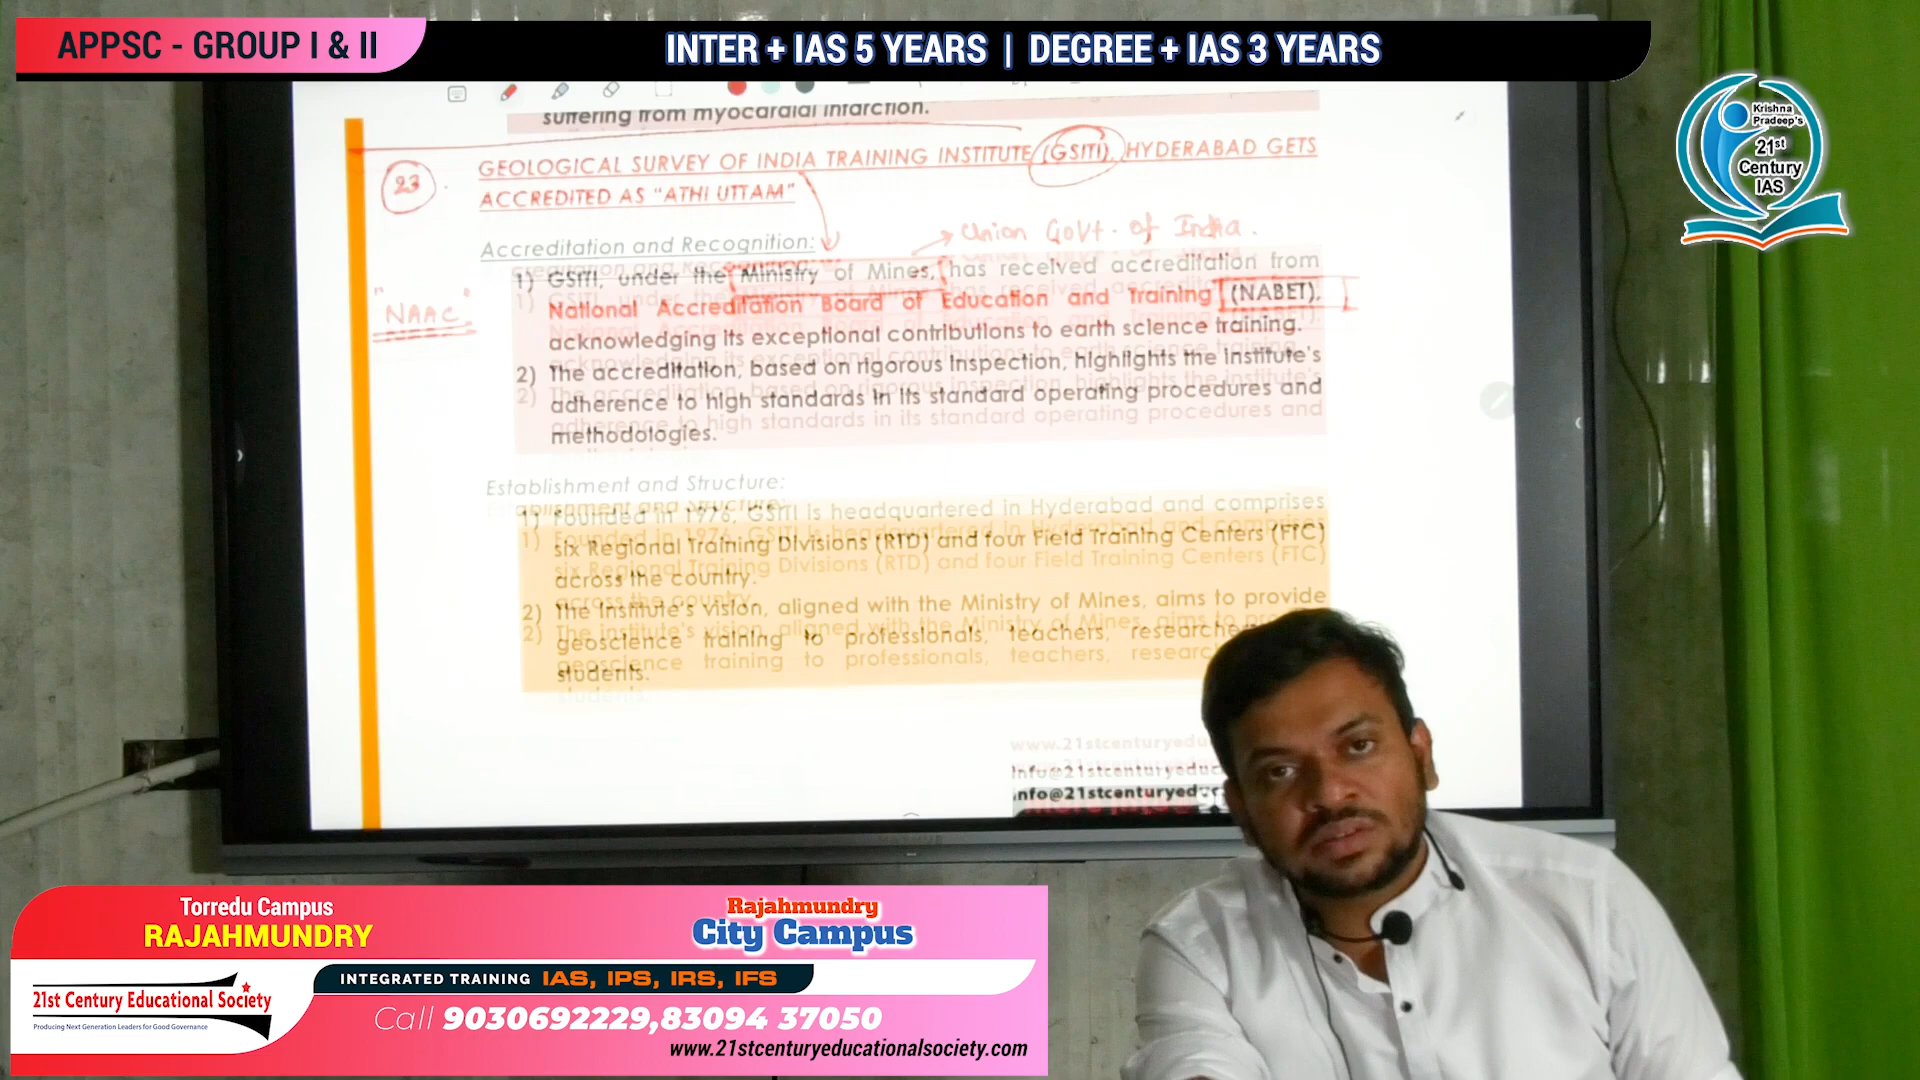 APPSC - GROUP I & II
INTER + IAS 5 YEARS | DEGREE + IAS 3 YEARS
Krishna
Pradeep's
21st
Century
IAS
suffering from myocardial infarction.
23
GEOLOGICAL SURVEY OF INDIA TRAINING INSTITUTE (GSITI), HYDERABAD GETS
ACCREDITED AS "ATHI UTTAM"
Union Govt. of India.
Accreditation and Recognition:
1) GSITI, under the Ministry of Mines, has received accreditation from
National Accreditation Board of Education and Training (NABET),
"NAAC"
acknowledging its exceptional contributions to earth science training.
2) The accreditation, based on rigorous inspection, highlights the institute's
adherence to high standards in its standard operating procedures and
methodologies.
Establishment and Structure:
1) Founded in 1976, GSITI is headquartered in Hyderabad and comprises
six Regional Training Divisions (RTD) and four Field Training Centers (FTC)
across the country.
2) The institute's vision, aligned with the Ministry of Mines, aims to provide
geoscience training to professionals, teachers,
students.
Torredu Campus
RAJAHMUNDRY
Rajahmundry
City Campus
21st Century Educational Society
Producing Next Generation Leaders for Good Governance
INTEGRATED TRAINING IAS, IPS, IRS, IFS
Call 9030692229,83094 37050
www.21stcenturyeducationalsociety.com